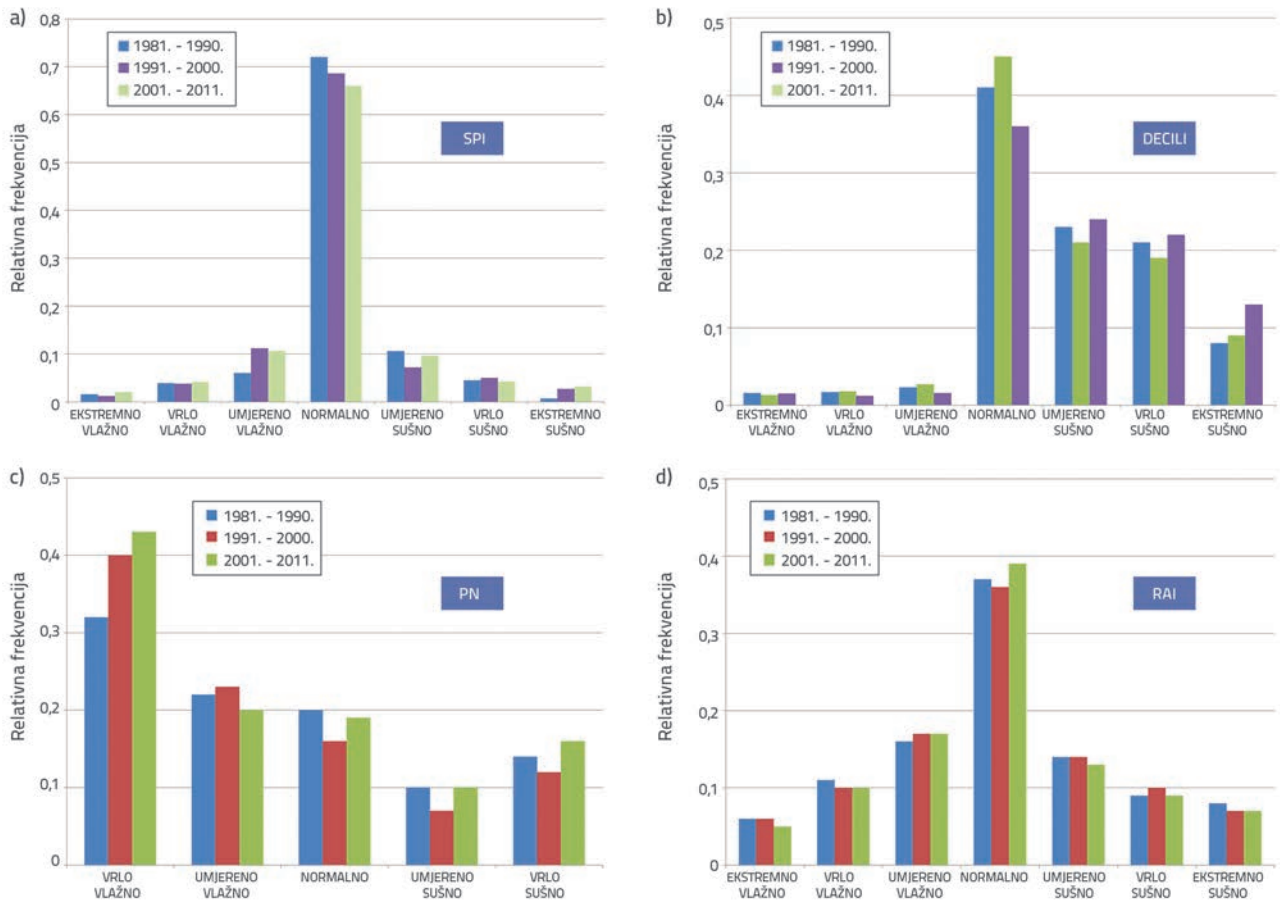 a)
0,8
0,7
0,6
0,5
0,4
0,3
0,2
0,1
0
Relativna frekvencija
1981. - 1990.
1991. - 2000.
2001. - 2011.
SPI
EKSTREMNO
VLAŽNO
VRLO
VLAŽNO
UMJERENO
VLAŽNO
NORMALNO
UMJERENO
SUŠNO
VRLO
SUŠNO
EKSTREMNO
SUŠNO
b)
0,5
0,4
0,3
0,2
0,1
0
Relativna frekvencija
1981. - 1990.
1991. - 2000.
2001. - 2011.
DECILI
EKSTREMNO
VLAŽNO
VRLO
VLAŽNO
UMJERENO
VLAŽNO
NORMALNO
UMJERENO
SUŠNO
VRLO
SUŠNO
EKSTREMNO
SUŠNO
c)
0,5
0,4
0,3
0,2
0,1
0
Relativna frekvencija
1981. - 1990.
1991. - 2000.
2001. - 2011.
PN
VRLO
VLAŽNO
UMJERENO
VLAŽNO
NORMALNO
UMJERENO
SUŠNO
VRLO
SUŠNO
d)
0,5
0,4
0,3
0,2
0,1
0
Relativna frekvencija
1981. - 1990.
1991. - 2000.
2001. - 2011.
RAI
EKSTREMNO
VLAŽNO
VRLO
VLAŽNO
UMJERENO
VLAŽNO
NORMALNO
UMJERENO
SUŠNO
VRLO
SUŠNO
EKSTREMNO
SUŠNO